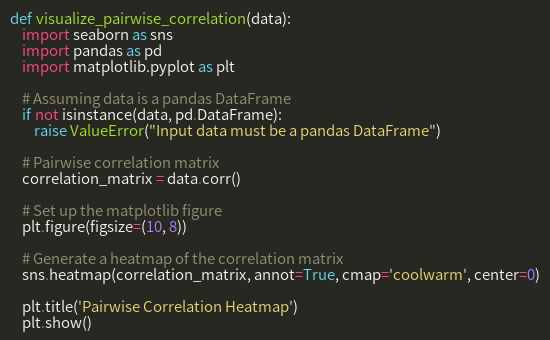 def visualize_pairwise_correlation(data):
import seaborn as sns
import pandas as pd
import matplotlib.pyplot as plt
# Assuming data is a pandas DataFrame
if not isinstance(data, pd.DataFrame):
raise ValueError("Input data must be a pandas DataFrame")
# Pairwise correlation matrix
correlation_matrix = data.corr()
# Set up the matplotlib figure
plt.figure(figsize=(10, 8))
# Generate a heatmap of the correlation matrix
sns.heatmap(correlation_matrix, annot=True, cmap='coolwarm', center=0)
plt.title('Pairwise Correlation Heatmap')
plt.show()